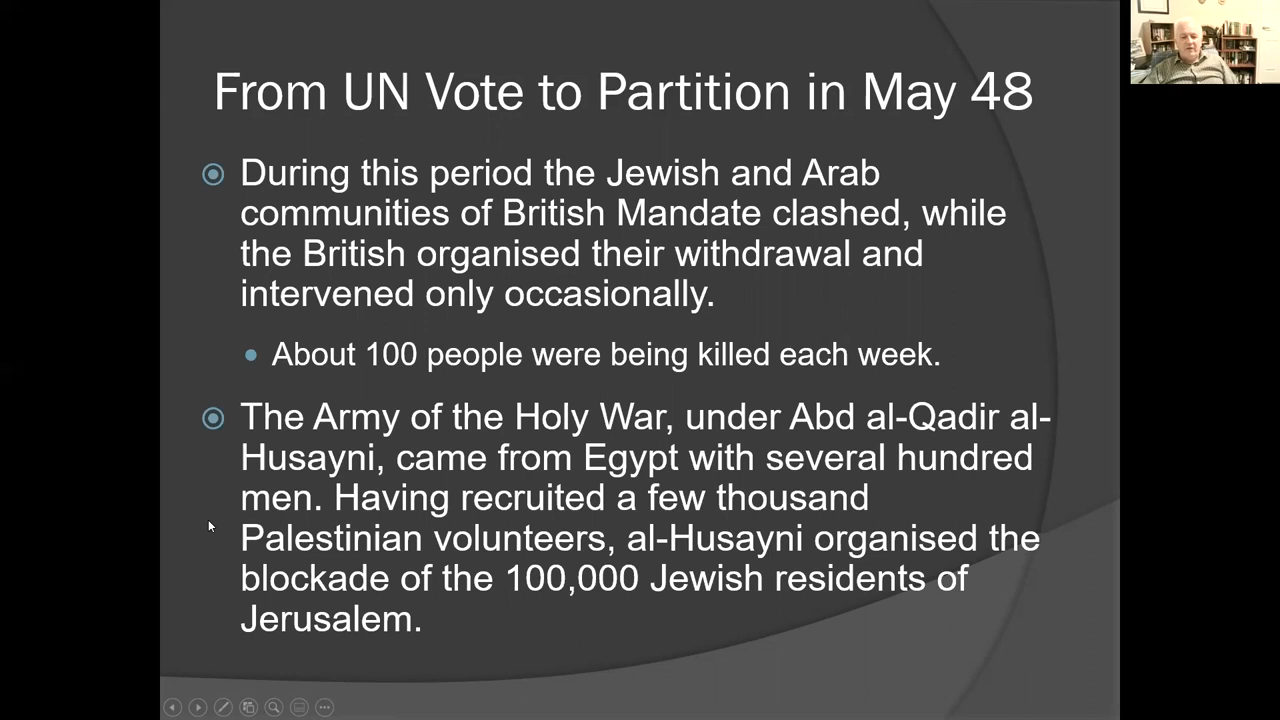 From UN Vote to Partition in May 48
During this period the Jewish and Arab
communities of British Mandate clashed, while
the British organised their withdrawal and
intervened only occasionally.
About 100 people were being killed each week.
The Army of the Holy War, under Abd al-Qadir al-
Husayni, came from Egypt with several hundred
men. Having recruited a few thousand
Palestinian volunteers, al-Husayni organised the
blockade of the 100,000 Jewish residents of
Jerusalem.